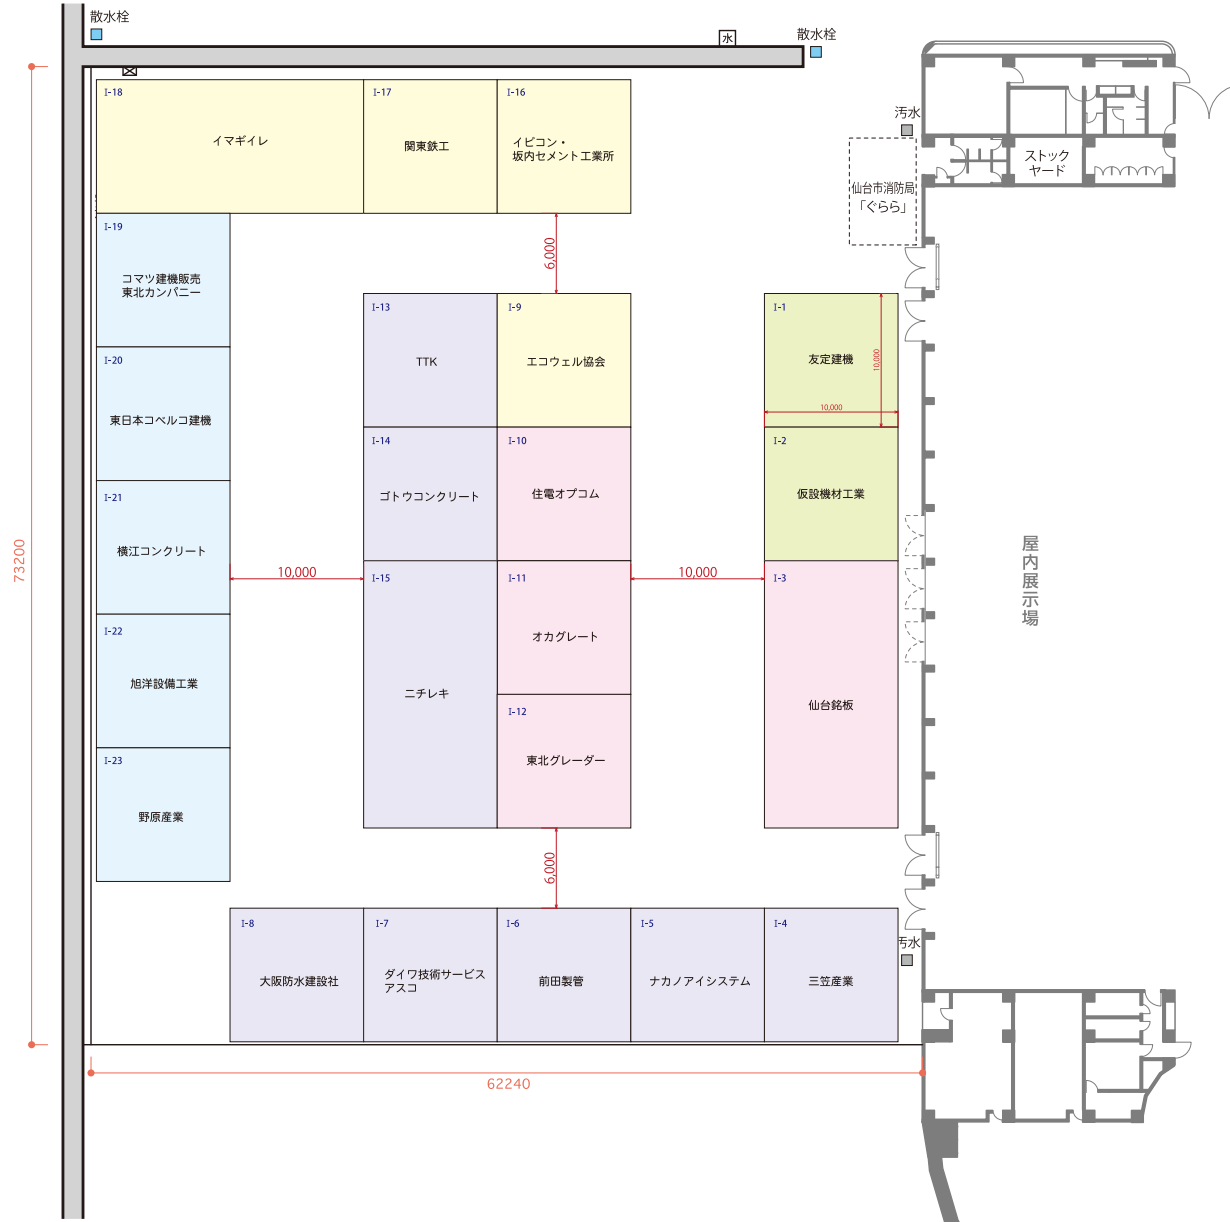 散水栓
水
散水栓
汚水
I-18
イマギイレ
I-17
関東鉄工
I-16
イビコン・
坂内セメント工業所
ストック
ヤード
仙台市消防局
「ぐらら」
I-19
コマツ建機販売
東北カンパニー
6,000
I-13
TTK
I-9
エコウェル協会
I-1
友定建機
10,000
10,000
I-20
東日本コベルコ建機
I-14
ゴトウコンクリート
I-10
住電オプコム
I-2
仮設機材工業
I-21
横江コンクリート
10,000
I-15
ニチレキ
I-11
オカグレート
10,000
I-3
仙台銘板
屋内展示場
73200
I-22
旭洋設備工業
I-12
東北グレーダー
I-23
野原産業
6,000
I-8
大阪防水建設社
I-7
ダイワ技術サービス
アスコ
I-6
前田製管
I-5
ナカノアイシステム
I-4
三笠産業
汚水
62240